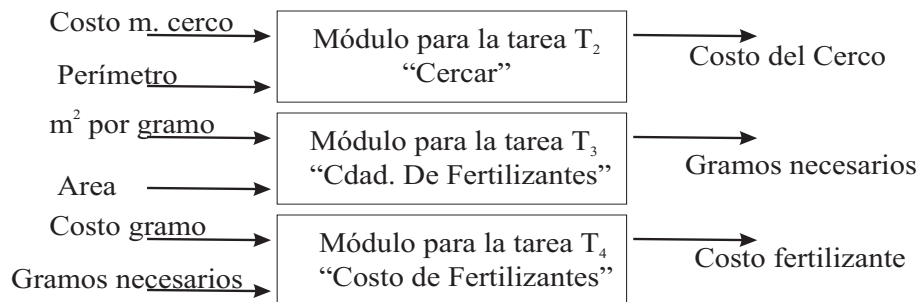 Costo m. cerco
Perímetro
Módulo para la tarea T₂
“Cercar”
Costo del Cerco
m² por gramo
Area
Módulo para la tarea T₃
“Cdad. De Fertilizantes”
Gramos necesarios
Costo gramo
Gramos necesarios
Módulo para la tarea T₄
“Costo de Fertilizantes”
Costo fertilizante